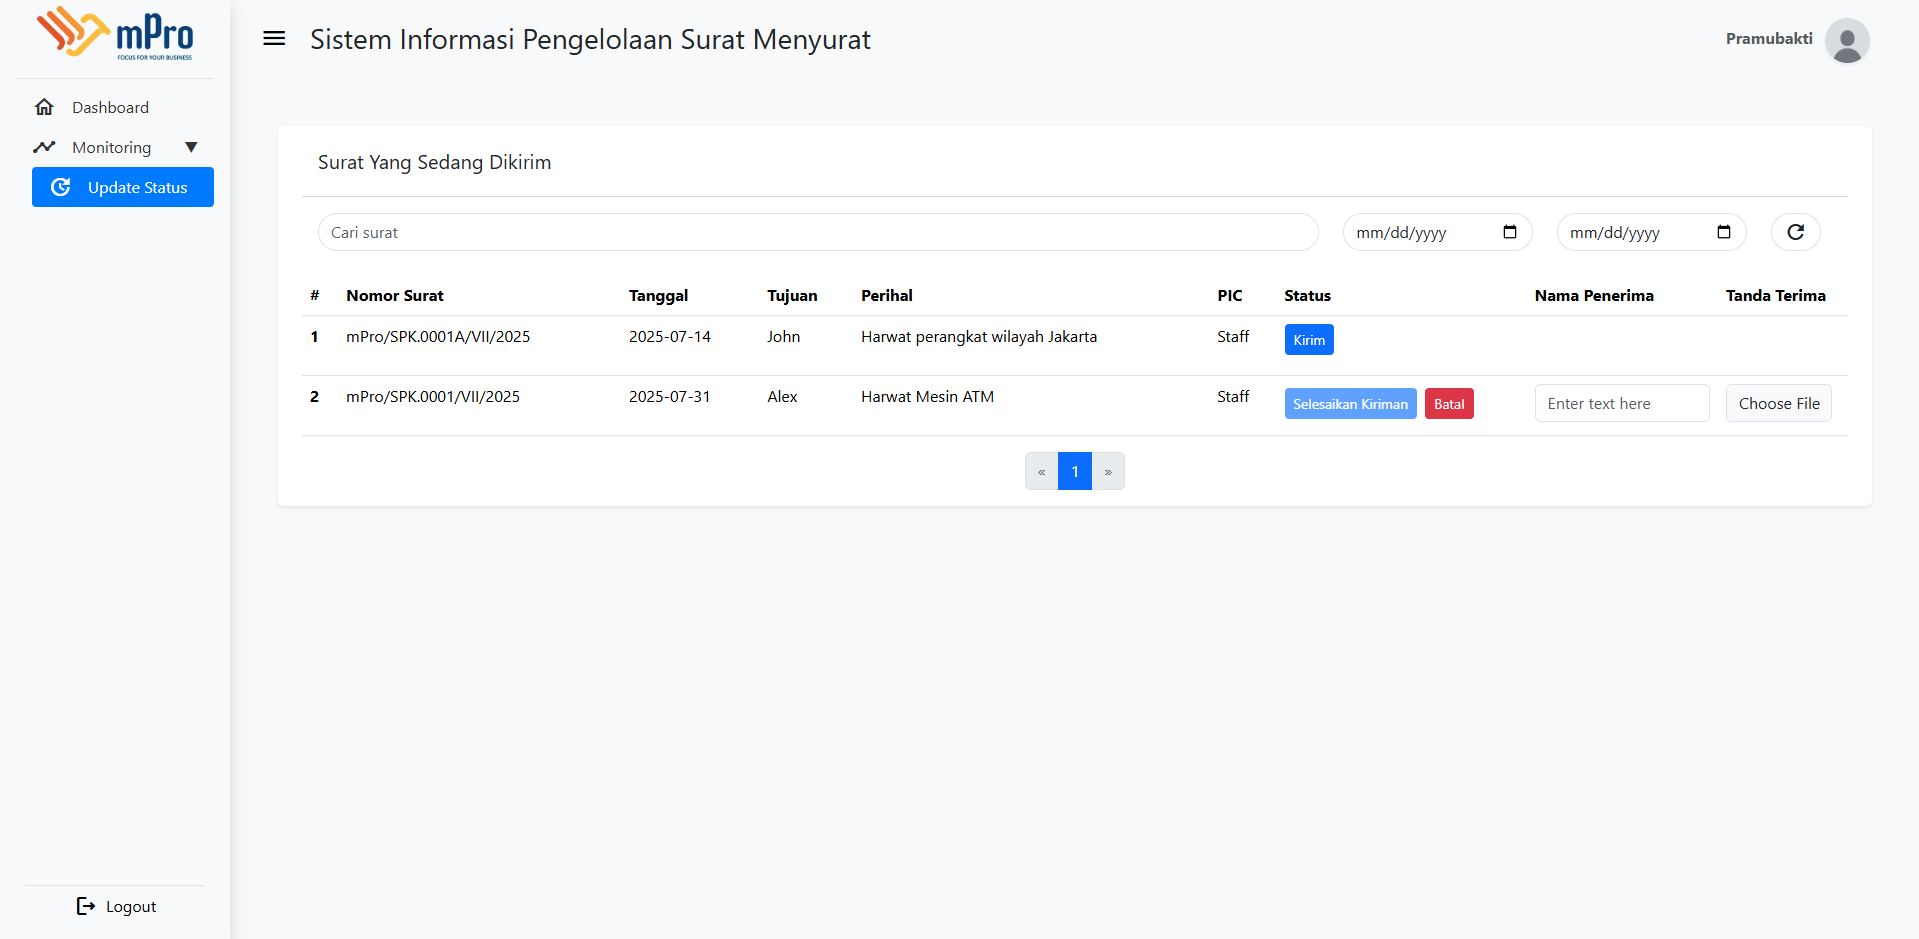 mPro
FOCUS FOR YOUR BUSINESS
Sistem Informasi Pengelolaan Surat Menyurat
Pramubakti
Dashboard
Monitoring ▼
Update Status
Surat Yang Sedang Dikirim
Cari surat mm/dd/yyyy mm/dd/yyyy
# Nomor Surat Tanggal Tujuan Perihal PIC Status Nama Penerima Tanda Terima
1 mPro/SPK.0001A/VII/2025 2025-07-14 John Harwat perangkat wilayah Jakarta Staff Kirim
2 mPro/SPK.0001/VII/2025 2025-07-31 Alex Harwat Mesin ATM Staff Selesaikan Kiriman Batal Enter text here Choose File
« 1 »
Logout